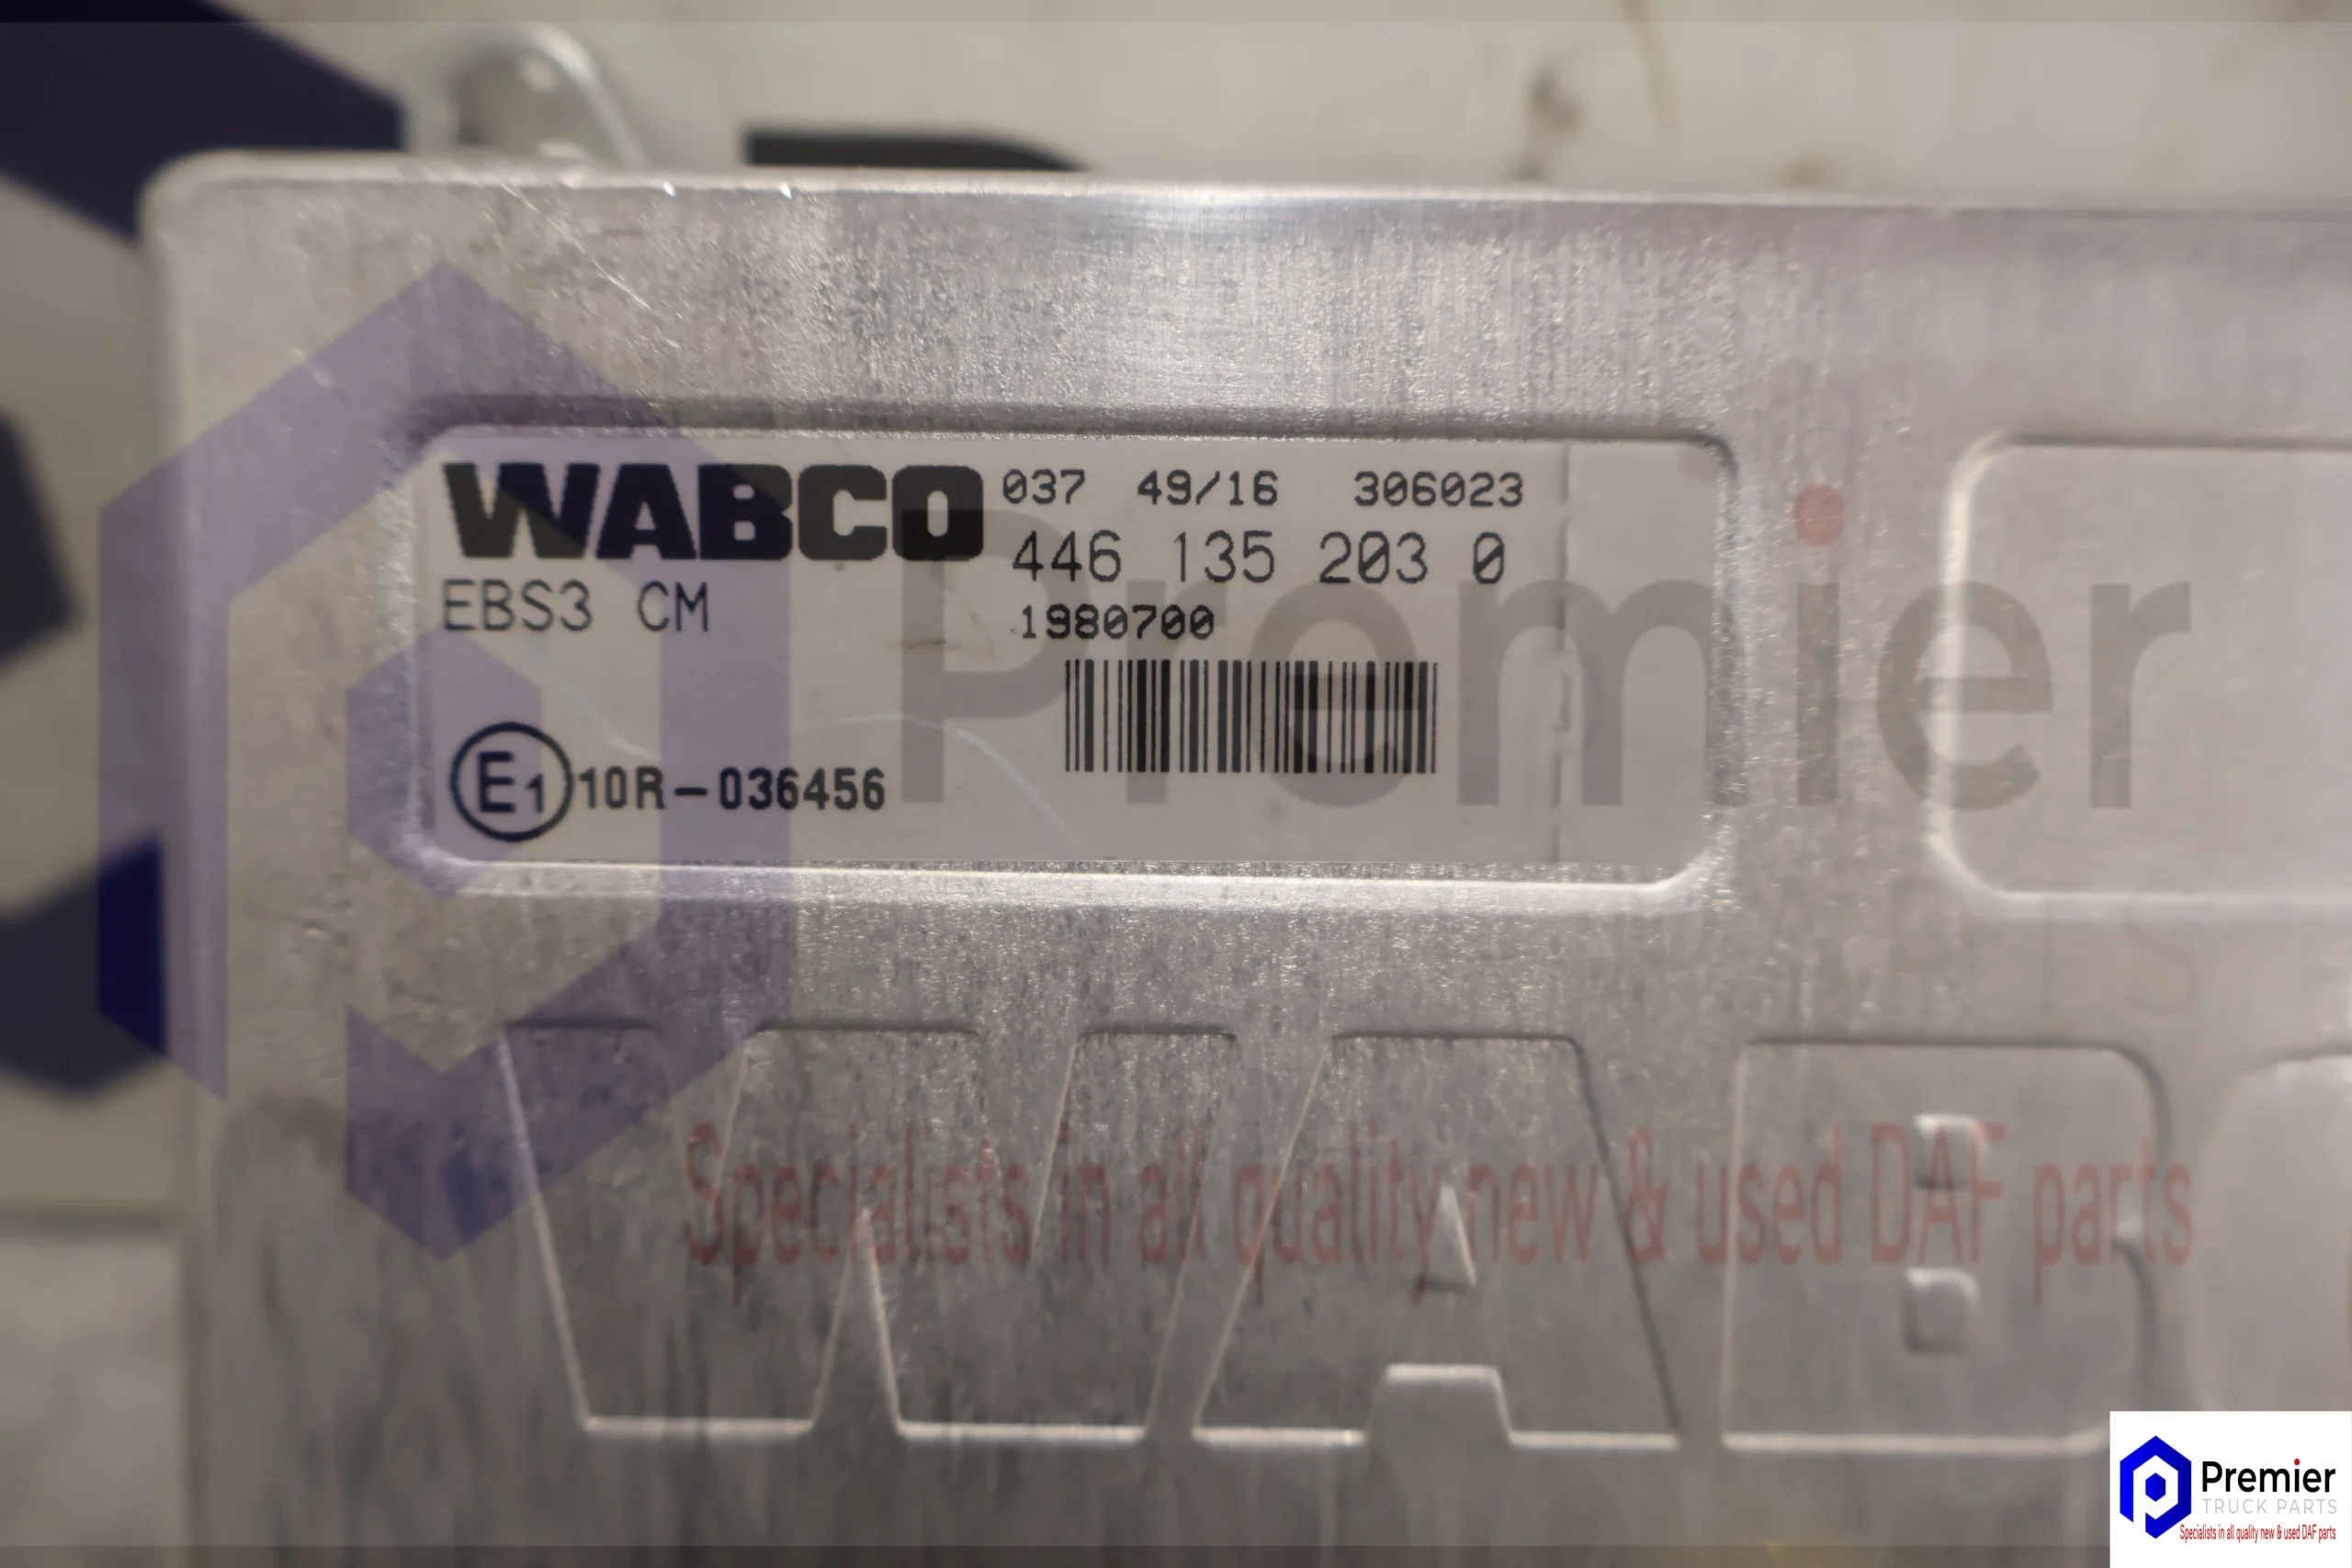 WABCO 037 49/16 306023
446 135 203 0
EBS3 CM 1980700
E1 10R-036456
Premier
Specialists in all quality new & used DAF parts
WAB
Premier
TRUCK PARTS
Specialists in all quality new & used DAF parts